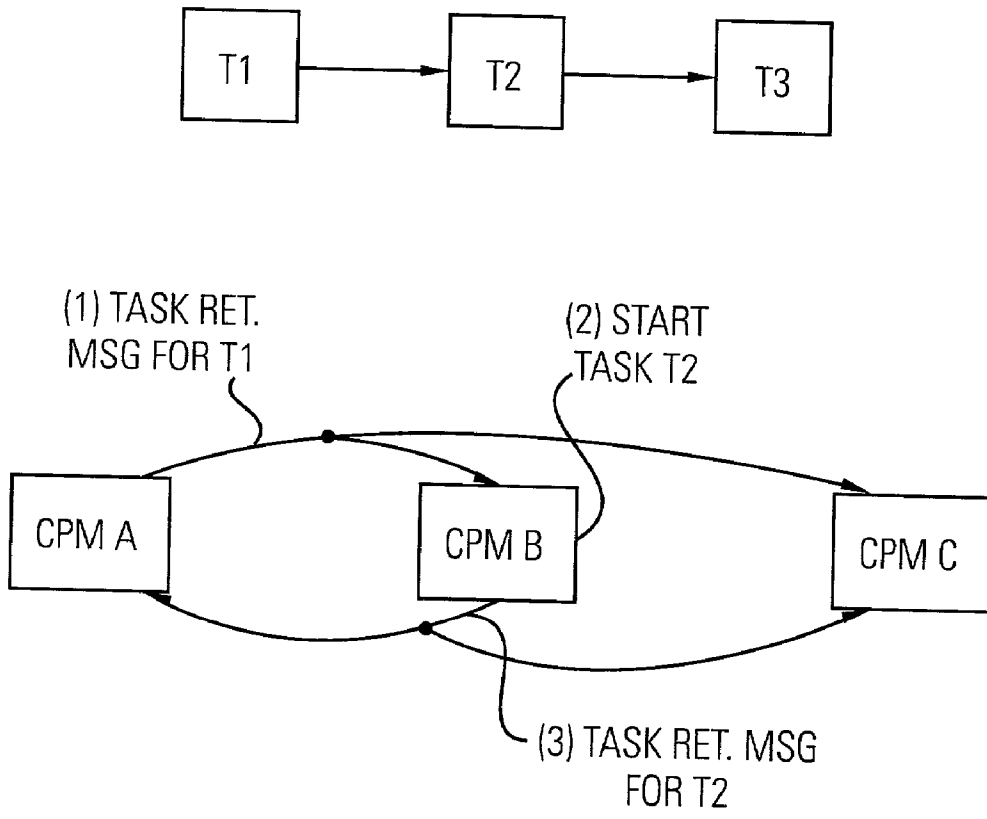 T1
T2
T3
(1) TASK RET.
MSG FOR T1
(2) START
TASK T2
CPM A
CPM B
CPM C
(3) TASK RET. MSG
FOR T2